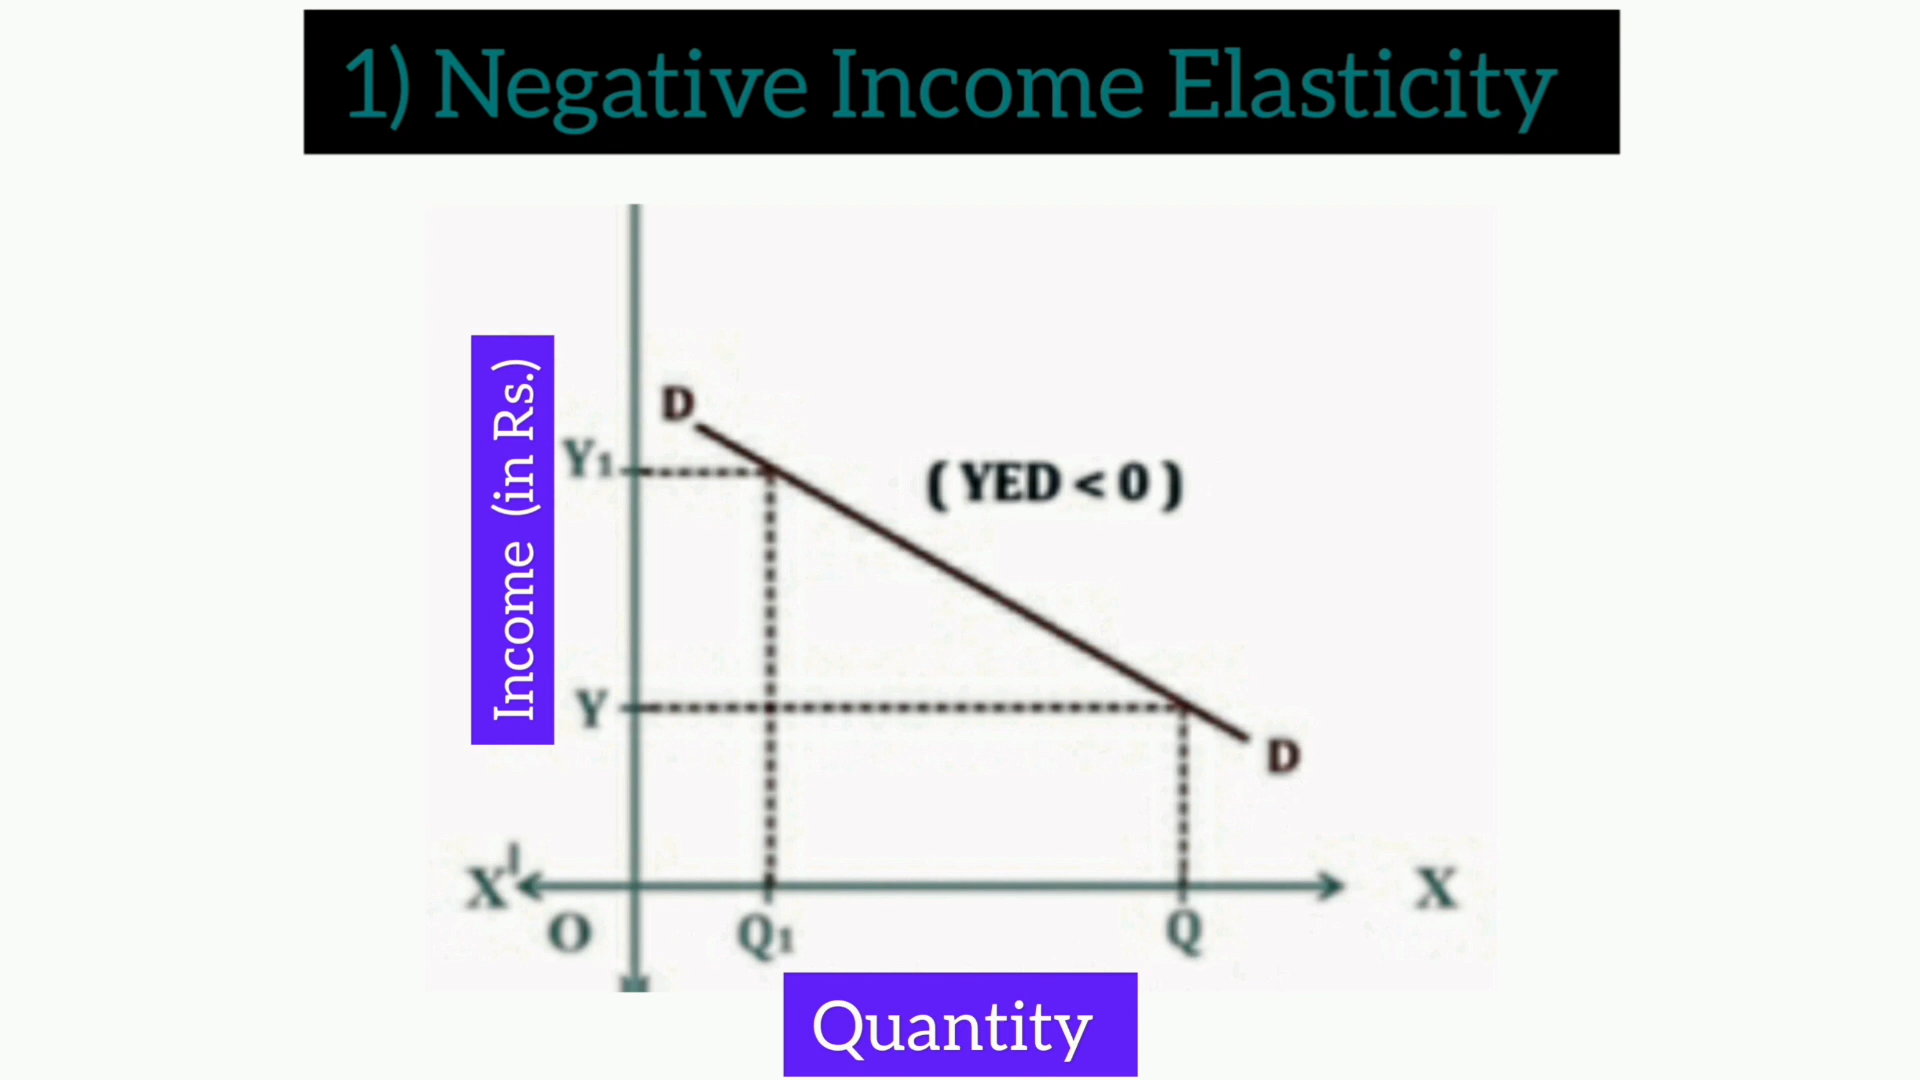 1) Negative Income Elasticity
Income (in Rs.)
D
Y1
( YED < 0 )
Y
D
X'
X
O
Q1
Q
Quantity